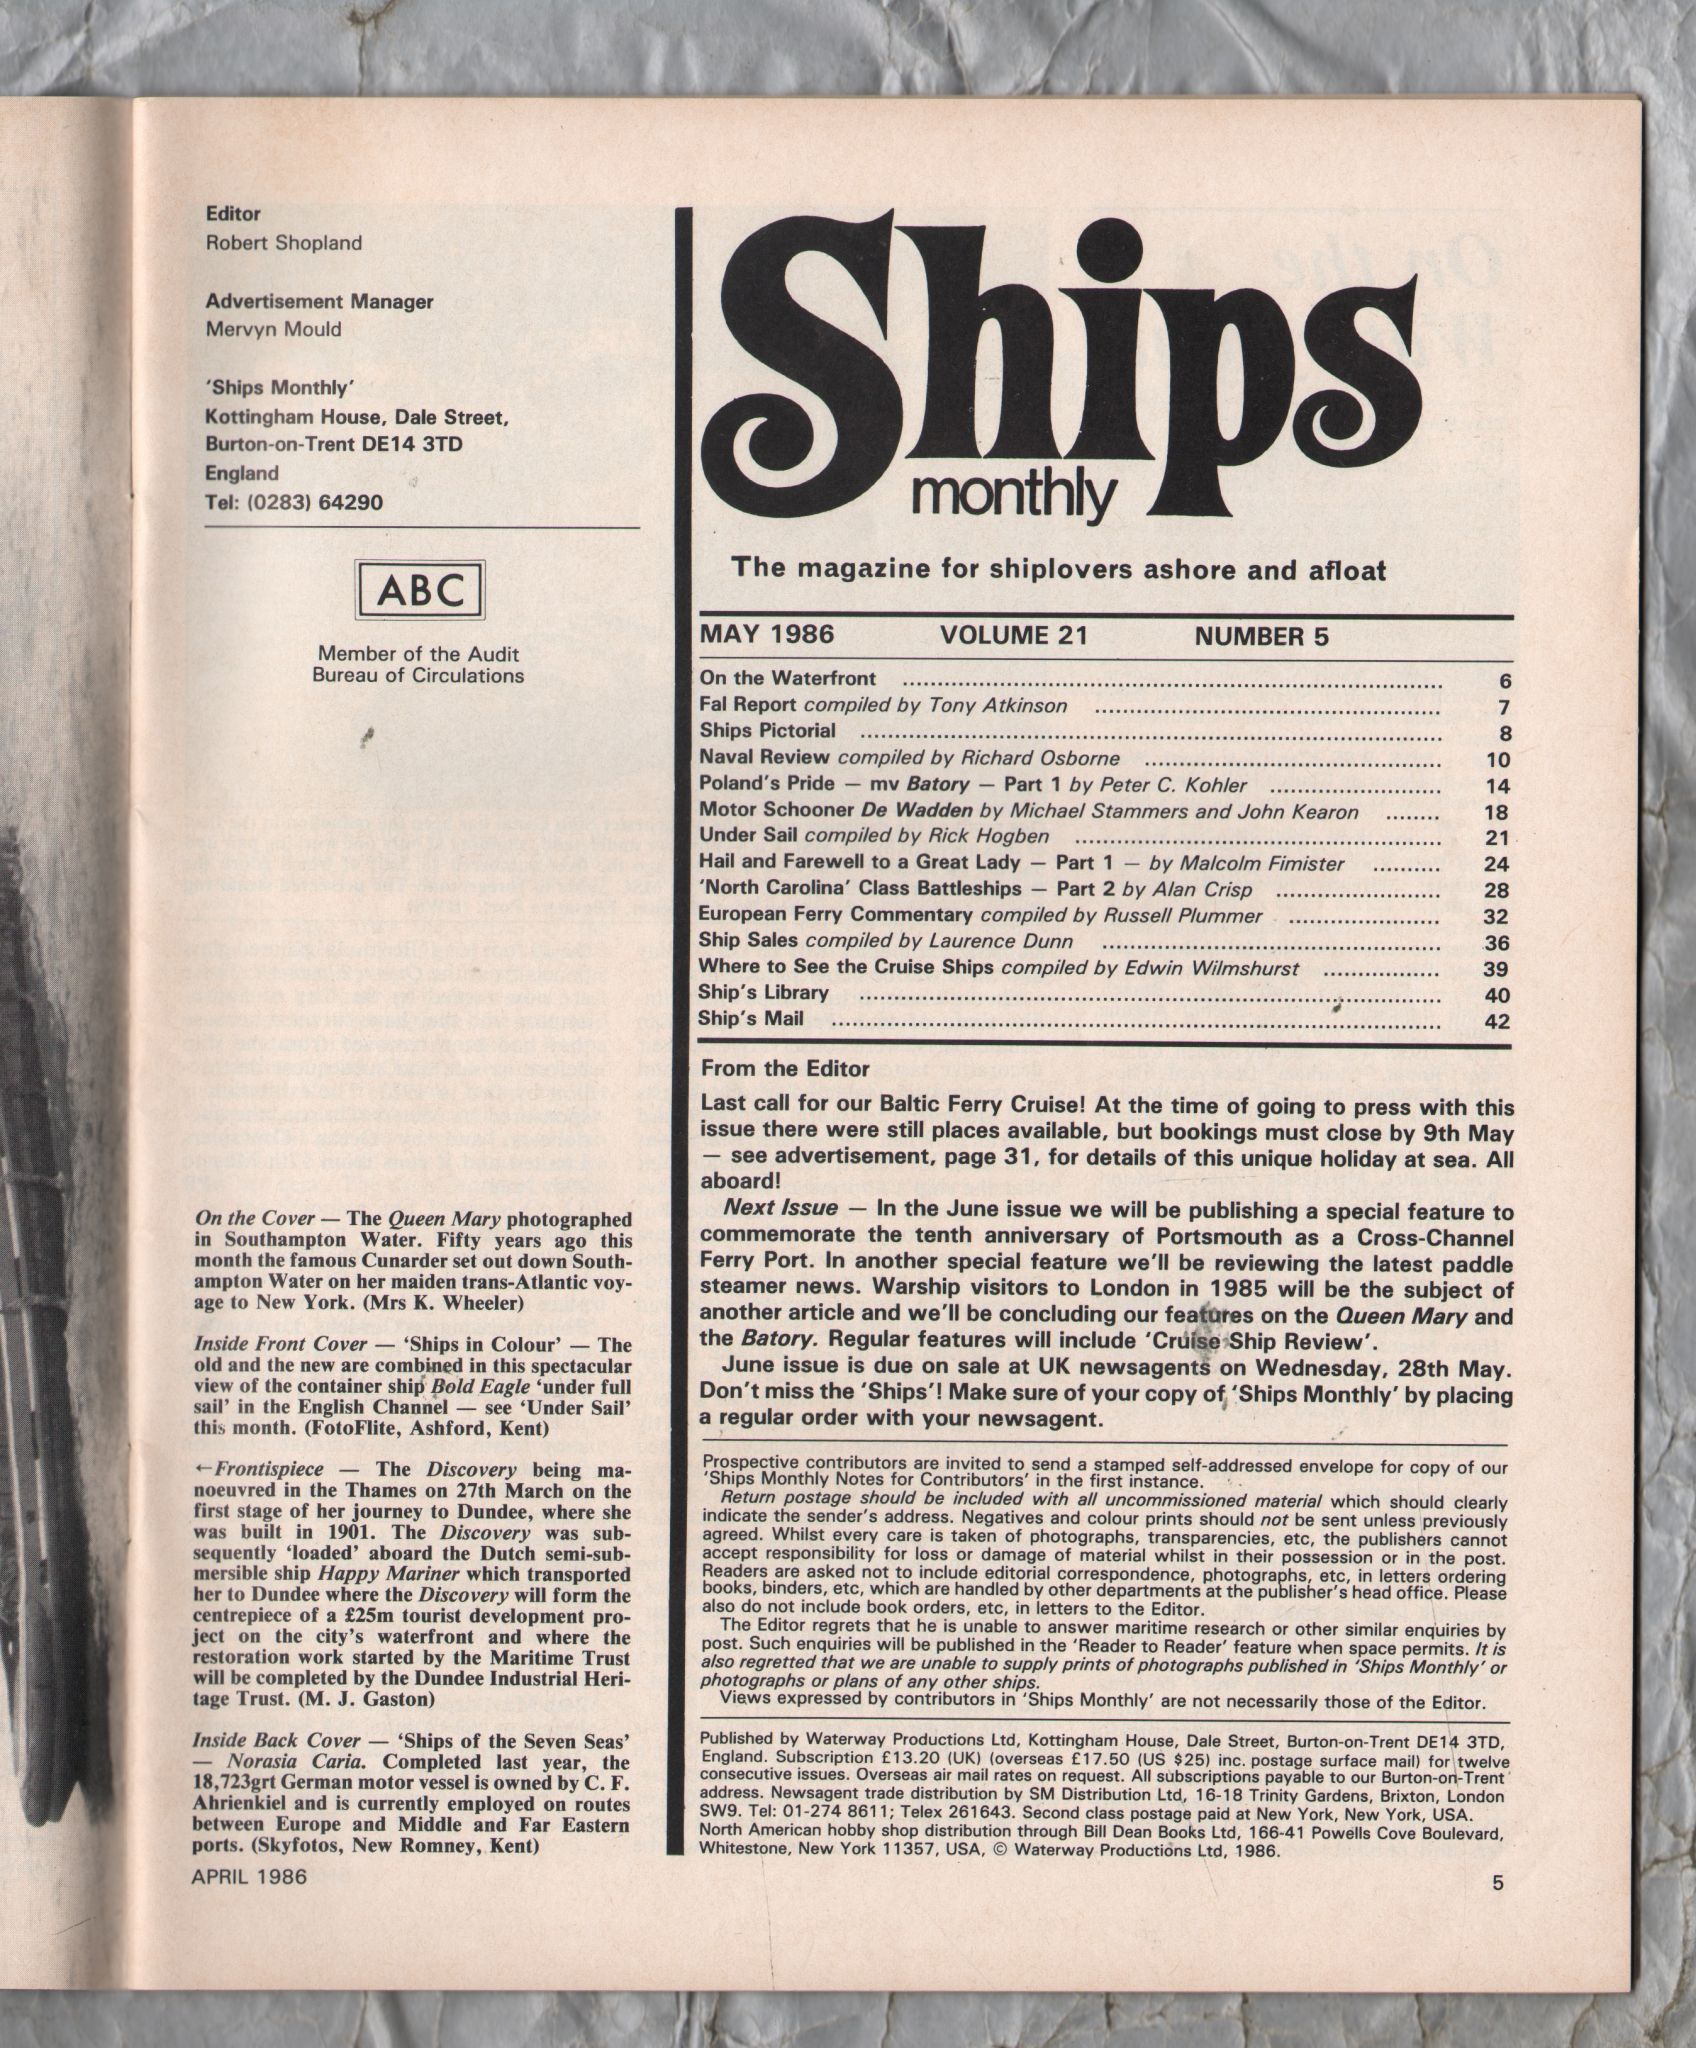 Editor
Robert Shopland
Advertisement Manager
Mervyn Mould
'Ships Monthly'
Kottingham House, Dale Street,
Burton-on-Trent DE14 3TD
England
Tel: (0283) 64290
ABC
Member of the Audit
Bureau of Circulations
On the Cover — The Queen Mary photographed
in Southampton Water. Fifty years ago this
month the famous Cunarder set out down South-
ampton Water on her maiden trans-Atlantic voy-
age to New York. (Mrs K. Wheeler)
Inside Front Cover — 'Ships in Colour' — The
old and the new are combined in this spectacular
view of the container ship Bold Eagle 'under full
sail' in the English Channel — see 'Under Sail'
this month. (FotoFlite, Ashford, Kent)
←Frontispiece — The Discovery being ma-
noeuvred in the Thames on 27th March on the
first stage of her journey to Dundee, where she
was built in 1901. The Discovery was sub-
sequently 'loaded' aboard the Dutch semi-sub-
mersible ship Happy Mariner which transported
her to Dundee where the Discovery will form the
centrepiece of a £25m tourist development pro-
ject on the city's waterfront and where the
restoration work started by the Maritime Trust
will be completed by the Dundee Industrial Heri-
tage Trust. (M. J. Gaston)
Inside Back Cover — 'Ships of the Seven Seas'
— Norasia Caria. Completed last year, the
18,723grt German motor vessel is owned by C. F.
Ahrienkiel and is currently employed on routes
between Europe and Middle and Far Eastern
ports. (Skyfotos, New Romney, Kent)
APRIL 1986
Ships
monthly
The magazine for shiplovers ashore and afloat
MAY 1986 VOLUME 21 NUMBER 5
On the Waterfront ........ 6
Fal Report compiled by Tony Atkinson ........ 7
Ships Pictorial ........ 8
Naval Review compiled by Richard Osborne ........ 10
Poland's Pride — mv Batory — Part 1 by Peter C. Kohler ........ 14
Motor Schooner De Wadden by Michael Stammers and John Kearon ........ 18
Under Sail compiled by Rick Hogben ........ 21
Hail and Farewell to a Great Lady — Part 1 — by Malcolm Fimister ........ 24
'North Carolina' Class Battleships — Part 2 by Alan Crisp ........ 28
European Ferry Commentary compiled by Russell Plummer ........ 32
Ship Sales compiled by Laurence Dunn ........ 36
Where to See the Cruise Ships compiled by Edwin Wilmshurst ........ 39
Ship's Library ........ 40
Ship's Mail ........ 42
From the Editor
Last call for our Baltic Ferry Cruise! At the time of going to press with this
issue there were still places available, but bookings must close by 9th May
— see advertisement, page 31, for details of this unique holiday at sea. All
aboard!
Next Issue — In the June issue we will be publishing a special feature to
commemorate the tenth anniversary of Portsmouth as a Cross-Channel
Ferry Port. In another special feature we'll be reviewing the latest paddle
steamer news. Warship visitors to London in 1985 will be the subject of
another article and we'll be concluding our features on the Queen Mary and
the Batory. Regular features will include 'Cruise Ship Review'.
June issue is due on sale at UK newsagents on Wednesday, 28th May.
Don't miss the 'Ships'! Make sure of your copy of 'Ships Monthly' by placing
a regular order with your newsagent.
Prospective contributors are invited to send a stamped self-addressed envelope for copy of our
'Ships Monthly Notes for Contributors' in the first instance.
Return postage should be included with all uncommissioned material which should clearly
indicate the sender's address. Negatives and colour prints should not be sent unless previously
agreed. Whilst every care is taken of photographs, transparencies, etc, the publishers cannot
accept responsibility for loss or damage of material whilst in their possession or in the post.
Readers are asked not to include editorial correspondence, photographs, etc, in letters ordering
books, binders, etc, which are handled by other departments at the publisher's head office. Please
also do not include book orders, etc, in letters to the Editor.
The Editor regrets that he is unable to answer maritime research or other similar enquiries by
post. Such enquiries will be published in the 'Reader to Reader' feature when space permits. It is
also regretted that we are unable to supply prints of photographs published in 'Ships Monthly' or
photographs or plans of any other ships.
Views expressed by contributors in 'Ships Monthly' are not necessarily those of the Editor.
Published by Waterway Productions Ltd, Kottingham House, Dale Street, Burton-on-Trent DE14 3TD,
England. Subscription £13.20 (UK) (overseas £17.50 (US $25) inc. postage surface mail) for twelve
consecutive issues. Overseas air mail rates on request. All subscriptions payable to our Burton-on-Trent
address. Newsagent trade distribution by SM Distribution Ltd, 16-18 Trinity Gardens, Brixton, London
SW9. Tel: 01-274 8611; Telex 261643. Second class postage paid at New York, New York, USA.
North American hobby shop distribution through Bill Dean Books Ltd, 166-41 Powells Cove Boulevard,
Whitestone, New York 11357, USA, © Waterway Productions Ltd, 1986.
5